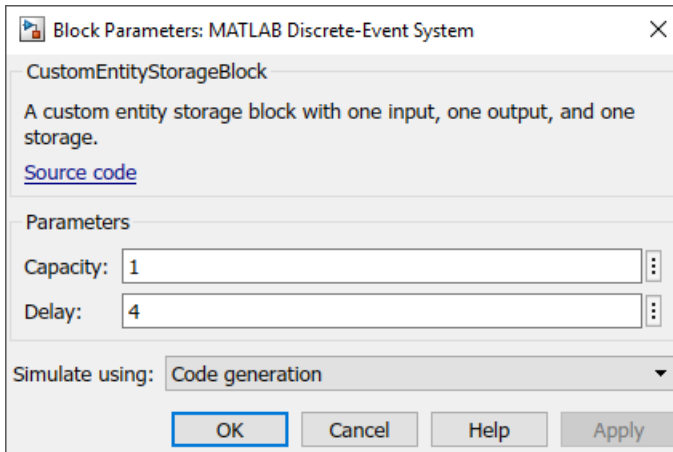 Block Parameters: MATLAB Discrete-Event System
CustomEntityStorageBlock
A custom entity storage block with one input, one output, and one
storage.
Source code
Parameters
Capacity: 1
Delay: 4
Simulate using: Code generation
OK Cancel Help Apply